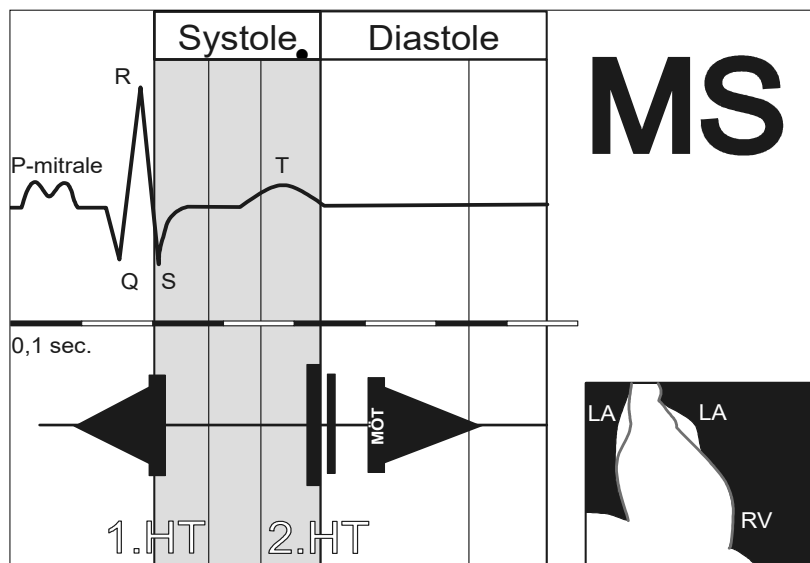 Systole
Diastole
MS
R
P-mitrale
T
Q
S
0,1 sec.
MÖT
LA
LA
RV
1.HT
2.HT